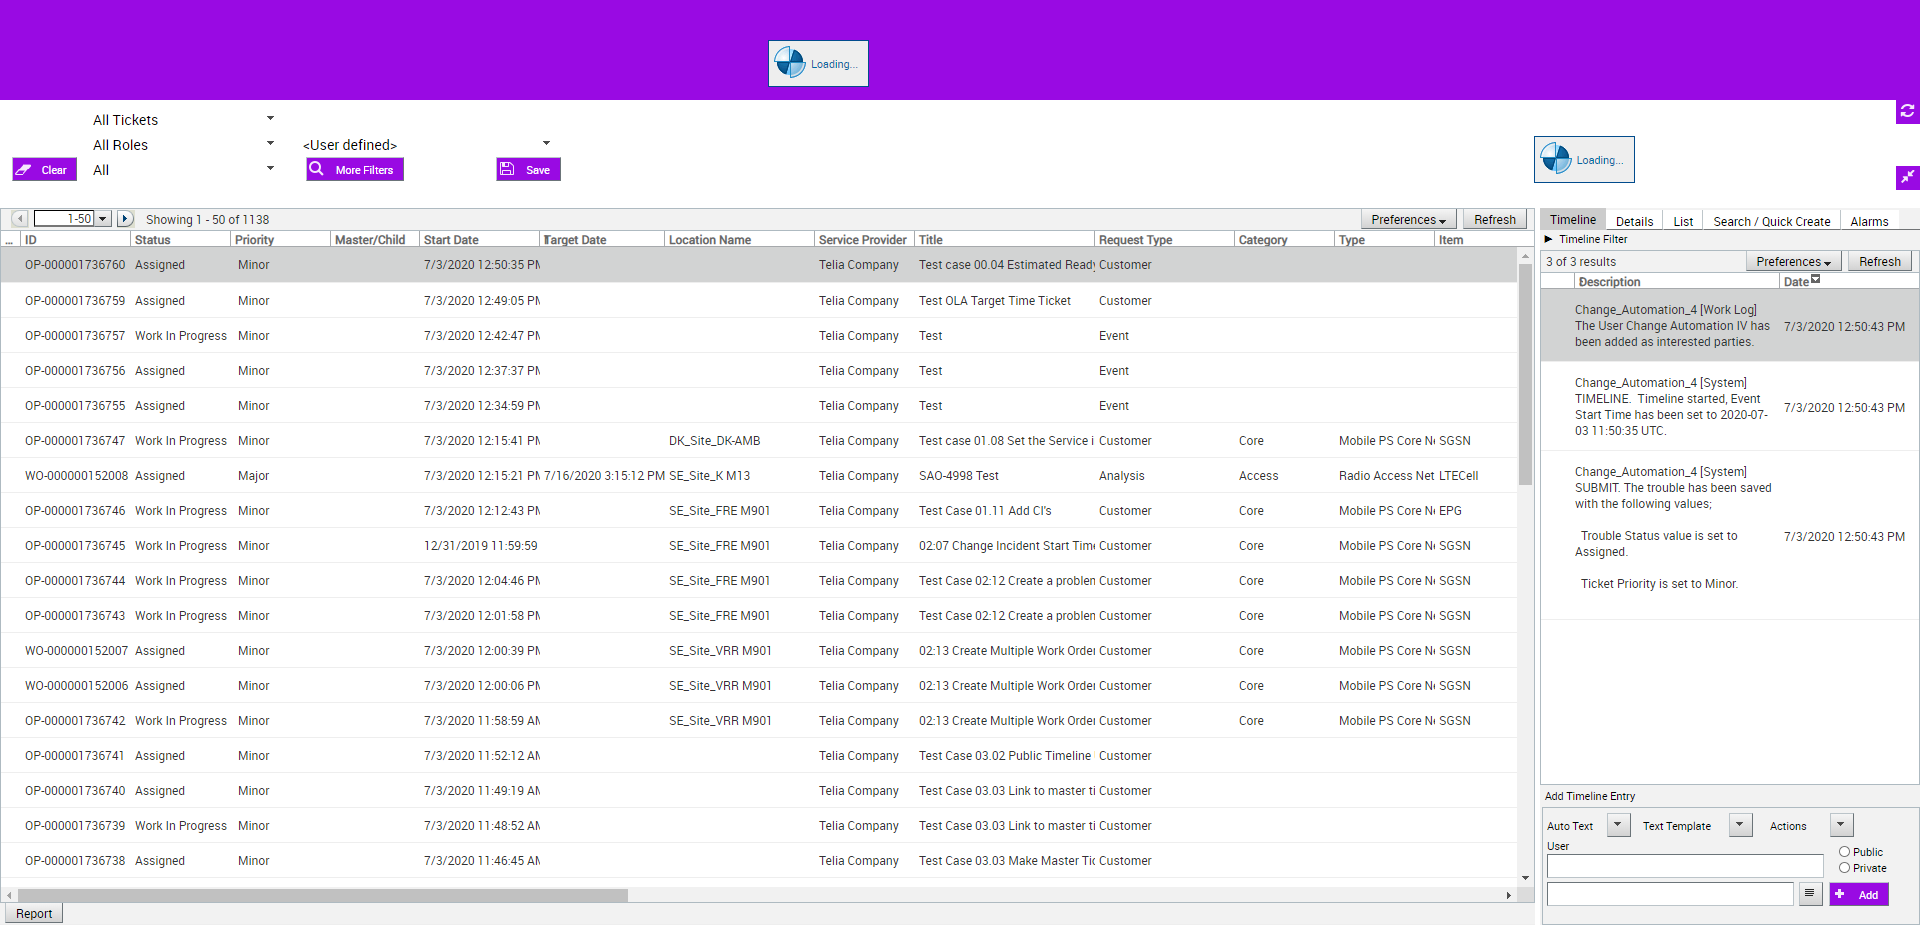 Loading...
All Tickets
All Roles
<User defined>
Loading...
Clear
All
More Filters
Save
1-50
Showing 1 - 50 of 1138
Preferences
Refresh
... ID Status Priority Master/Child Start Date Target Date Location Name Service Provider Title Request Type Category Type Item
OP-000001736760 Assigned Minor 7/3/2020 12:50:35 PM Telia Company Test case 00.04 Estimated Ready Customer
OP-000001736759 Assigned Minor 7/3/2020 12:49:05 PM Telia Company Test OLA Target Time Ticket Customer
OP-000001736757 Work In Progress Minor 7/3/2020 12:42:47 PM Telia Company Test Event
OP-000001736756 Assigned Minor 7/3/2020 12:37:37 PM Telia Company Test Event
OP-000001736755 Assigned Minor 7/3/2020 12:34:59 PM Telia Company Test Event
OP-000001736747 Work In Progress Minor 7/3/2020 12:15:41 PM DK_Site_DK-AMB Telia Company Test case 01.08 Set the Service i Customer Core Mobile PS Core Ne SGSN
WO-000000152008 Assigned Major 7/3/2020 12:15:21 PM 7/16/2020 3:15:12 PM SE_Site_K M13 Telia Company SAO-4998 Test Analysis Access Radio Access Net LTECell
OP-000001736746 Work In Progress Minor 7/3/2020 12:12:43 PM SE_Site_FRE M901 Telia Company Test Case 01.11 Add CI's Customer Core Mobile PS Core Ne EPG
OP-000001736745 Work In Progress Minor 12/31/2019 11:59:59 SE_Site_FRE M901 Telia Company 02:07 Change Incident Start Time Customer Core Mobile PS Core Ne SGSN
OP-000001736744 Work In Progress Minor 7/3/2020 12:04:46 PM SE_Site_FRE M901 Telia Company Test Case 02:12 Create a problem Customer Core Mobile PS Core Ne SGSN
OP-000001736743 Work In Progress Minor 7/3/2020 12:01:58 PM SE_Site_FRE M901 Telia Company Test Case 02:12 Create a problem Customer Core Mobile PS Core Ne SGSN
WO-000000152007 Assigned Minor 7/3/2020 12:00:39 PM SE_Site_VRR M901 Telia Company 02:13 Create Multiple Work Order Customer Core Mobile PS Core Ne SGSN
WO-000000152006 Assigned Minor 7/3/2020 12:00:06 PM SE_Site_VRR M901 Telia Company 02:13 Create Multiple Work Order Customer Core Mobile PS Core Ne SGSN
OP-000001736742 Work In Progress Minor 7/3/2020 11:58:59 AM SE_Site_VRR M901 Telia Company 02:13 Create Multiple Work Order Customer Core Mobile PS Core Ne SGSN
OP-000001736741 Assigned Minor 7/3/2020 11:52:12 AM Telia Company Test Case 03.02 Public Timeline Customer
OP-000001736740 Assigned Minor 7/3/2020 11:49:19 AM Telia Company Test Case 03.03 Link to master ti Customer
OP-000001736739 Work In Progress Minor 7/3/2020 11:48:52 AM Telia Company Test Case 03.03 Link to master ti Customer
OP-000001736738 Assigned Minor 7/3/2020 11:46:45 AM Telia Company Test Case 03.03 Make Master Tic Customer
Report
Timeline Details List Search / Quick Create Alarms
Timeline Filter
3 of 3 results
Preferences
Refresh
Description Date
Change_Automation_4 [Work Log]
The User Change Automation IV has
been added as interested parties.
7/3/2020 12:50:43 PM
Change_Automation_4 [System]
TIMELINE. Timeline started, Event
Start Time has been set to 2020-07-
03 11:50:35 UTC.
7/3/2020 12:50:43 PM
Change_Automation_4 [System]
SUBMIT. The trouble has been saved
with the following values;
Trouble Status value is set to
Assigned.
Ticket Priority is set to Minor.
7/3/2020 12:50:43 PM
Add Timeline Entry
Auto Text
Text Template
Actions
User
Public
Private
Add